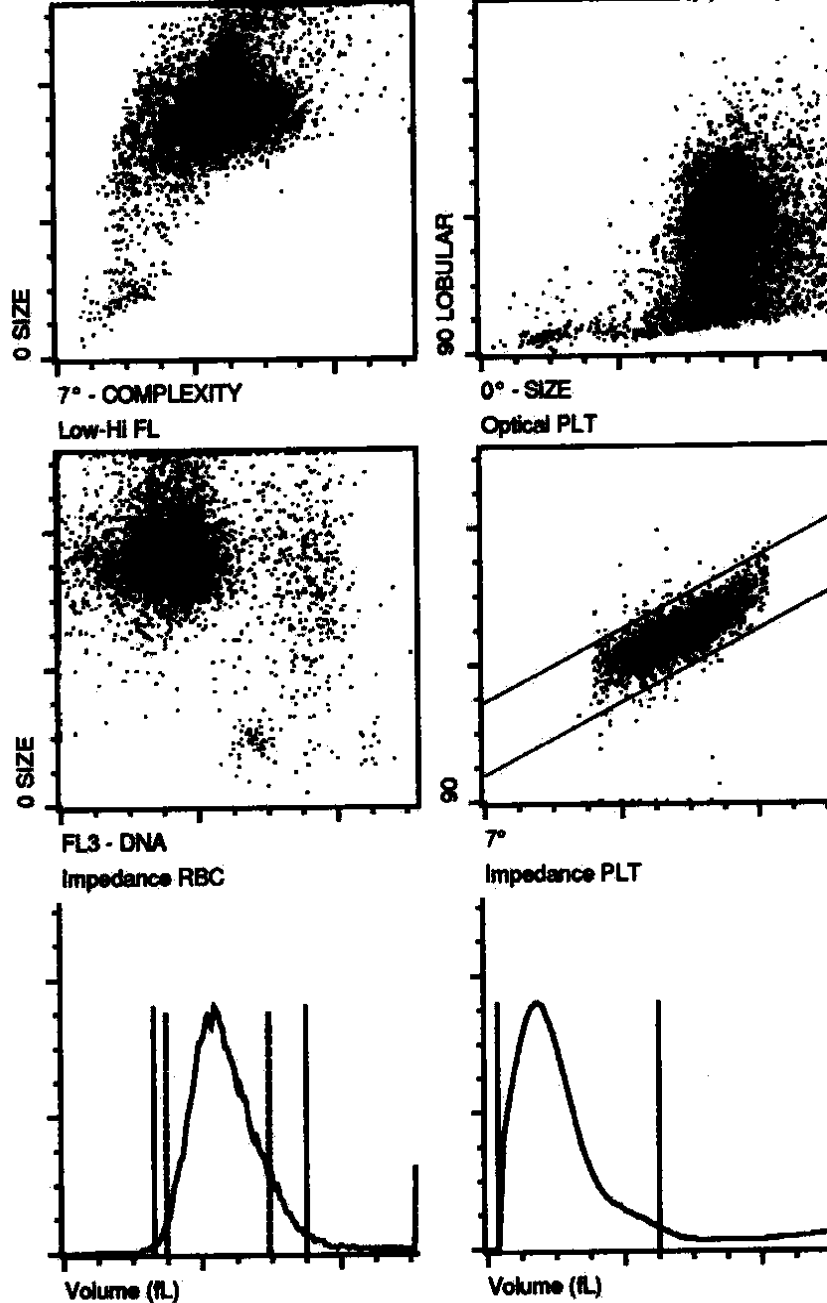 0 SIZE
7° - COMPLEXITY
90 LOBULAR
0° - SIZE
Low-Hi FL
0 SIZE
FL3 - DNA
Optical PLT
90
7°
Impedance RBC
Volume (fL)
Impedance PLT
Volume (fL)